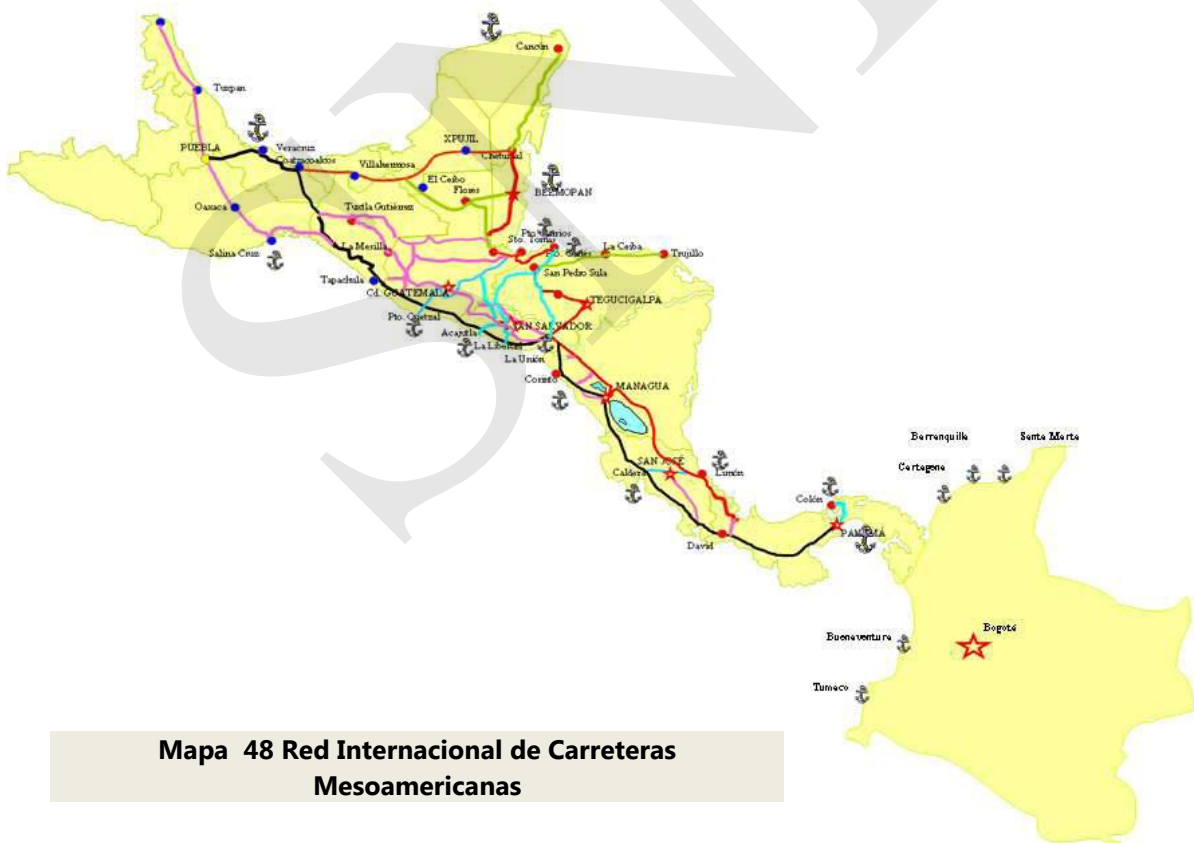 Cancún
Tuxpan
PUEBLA
Veracruz
Coatzacoalcos
XPUJIL
Chetumal
Villahermosa
El Ceibo
Flores
BELMOPAN
Oaxaca
Tuxtla Gutiérrez
Salina Cruz
La Mesilla
Sto. Tomás
La Ceiba
Trujillo
San Pedro Sula
Tapachula
Cd. GUATEMALA
TEGUCIGALPA
Pto. Quetzal
Acajutla
SAN SALVADOR
La Libertad
La Unión
Corinto
MANAGUA
SAN JOSÉ
Caldera
Limón
Barranquilla
Santa Marta
Cartagena
Colón
PANAMÁ
David
Buenaventura
Bogotá
Tumaco
Mapa 48 Red Internacional de Carreteras
Mesoamericanas